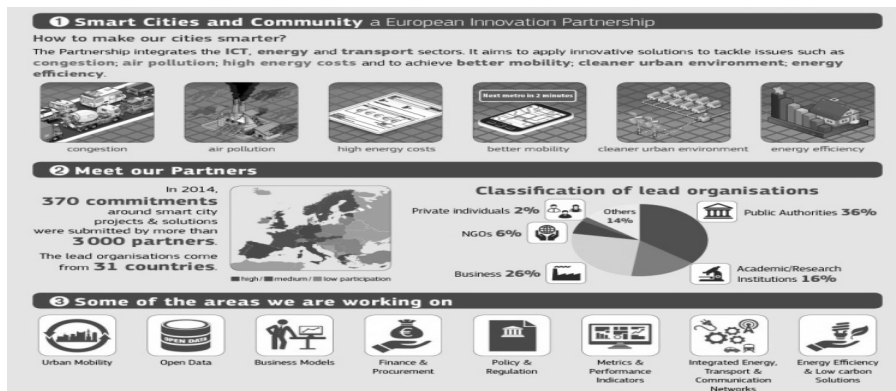 1 Smart Cities and Community a European Innovation Partnership
How to make our cities smarter?
The Partnership integrates the ICT, energy and transport sectors. It aims to apply innovative solutions to tackle issues such as
congestion; air pollution; high energy costs and to achieve better mobility; cleaner urban environment; energy
efficiency.
Next metro in 2 minutes
congestion
air pollution
high energy costs
better mobility
cleaner urban environment
energy efficiency
2 Meet our Partners
In 2014,
370 commitments
around smart city
projects & solutions
were submitted by more than
3 000 partners.
The lead organisations come
from 31 countries.
high / medium / low participation
Classification of lead organisations
Private individuals 2%
NGOs 6%
Business 26%
Others
14%
Public Authorities 36%
Academic/Research
Institutions 16%
3 Some of the areas we are working on
Urban Mobility
OPEN DATA
Open Data
Business Models
Finance &
Procurement
Policy &
Regulation
Metrics &
Performance
Indicators
Integrated Energy,
Transport &
Communication
Networks
Energy Efficiency
& Low carbon
Solutions